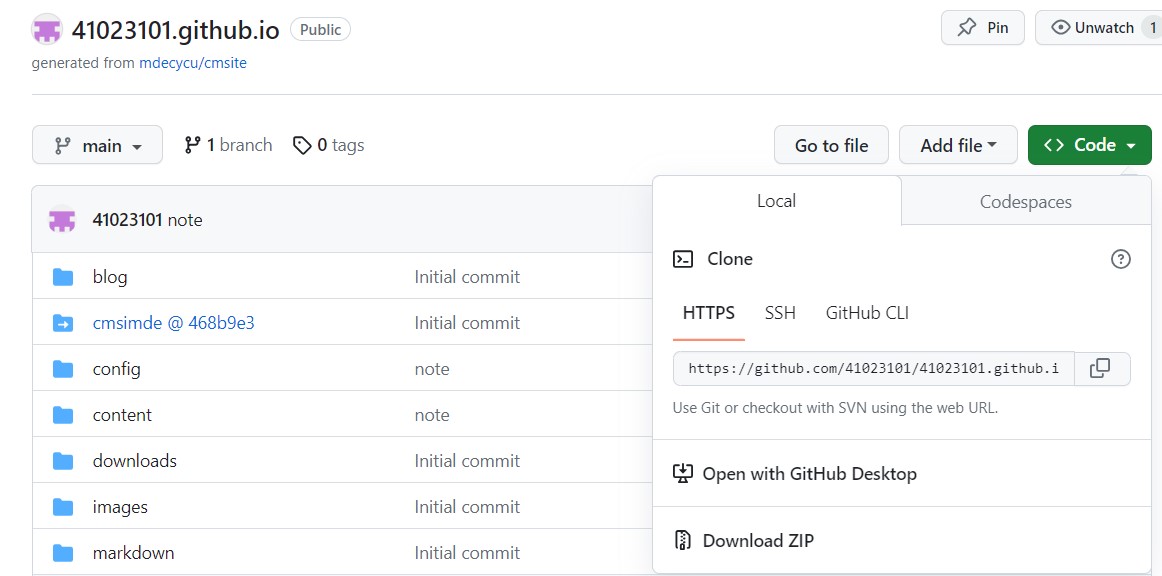 41023101.github.io Public
Pin
Unwatch 1
generated from mdecycu/cmsite
main
1 branch
0 tags
Go to file
Add file
Code
41023101 note
blog Initial commit
cmsimde @ 468b9e3 Initial commit
config note
content note
downloads Initial commit
images Initial commit
markdown Initial commit
Local
Codespaces
Clone
HTTPS SSH GitHub CLI
https://github.com/41023101/41023101.github.i
Use Git or checkout with SVN using the web URL.
Open with GitHub Desktop
Download ZIP